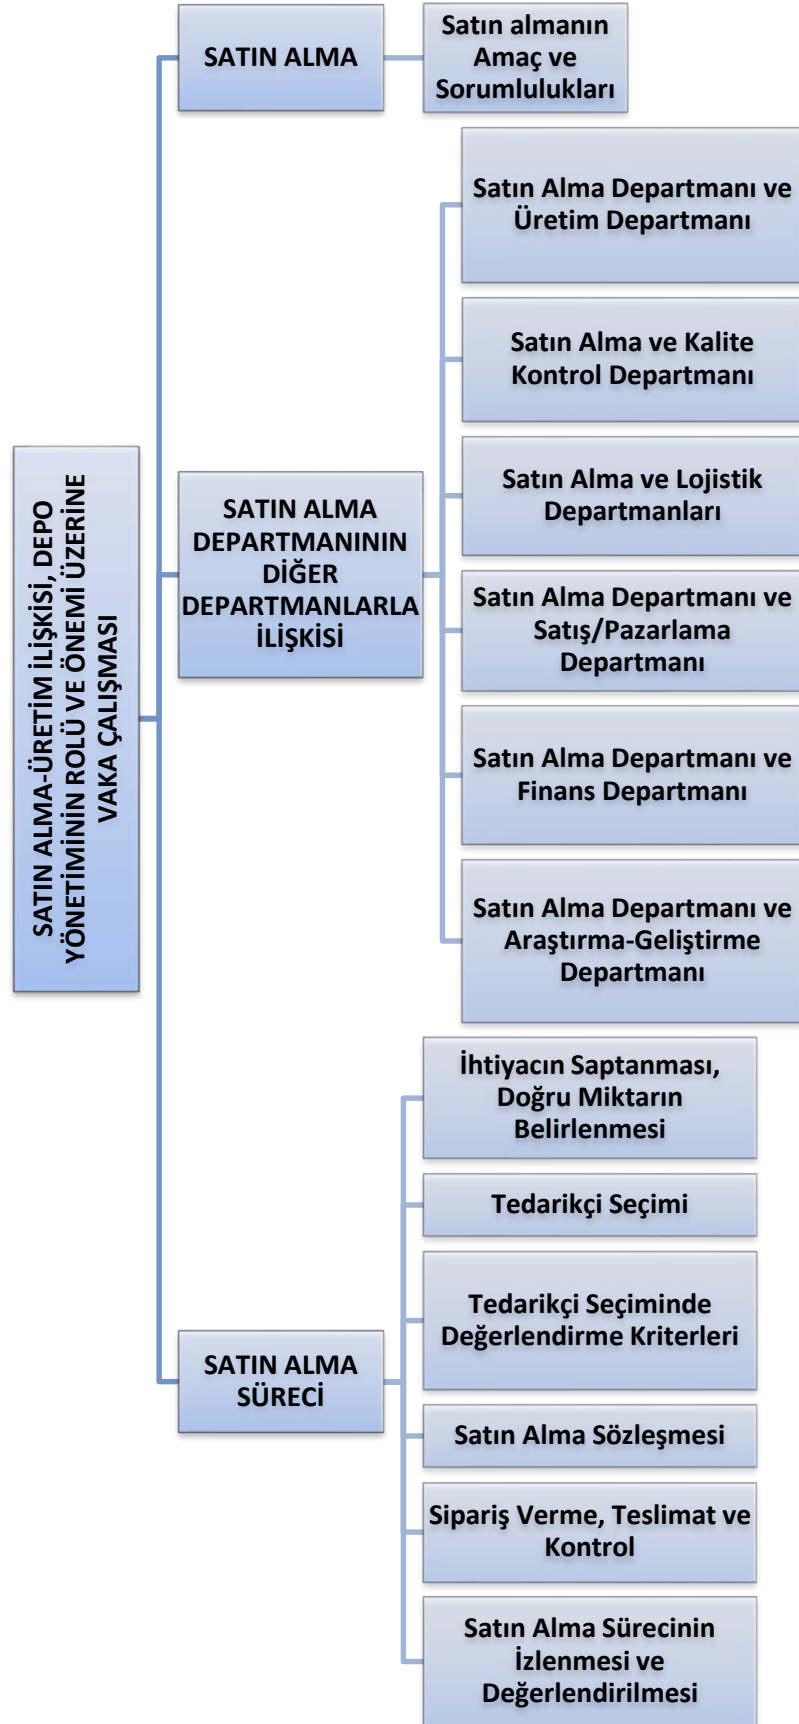 SATIN ALMA-ÜRETİM İLİŞKİSİ, DEPO
YÖNETİMİNİN ROLÜ VE ÖNEMİ ÜZERİNE
VAKA ÇALIŞMASI
SATIN ALMA
Satın almanın
Amaç ve
Sorumlulukları
SATIN ALMA
DEPARTMANININ
DİĞER
DEPARTMANLARLA
İLİŞKİSİ
Satın Alma Departmanı ve
Üretim Departmanı
Satın Alma ve Kalite
Kontrol Departmanı
Satın Alma ve Lojistik
Departmanları
Satın Alma Departmanı ve
Satış/Pazarlama
Departmanı
Satın Alma Departmanı ve
Finans Departmanı
Satın Alma Departmanı ve
Araştırma-Geliştirme
Departmanı
SATIN ALMA
SÜRECİ
İhtiyacın Saptanması,
Doğru Miktarın
Belirlenmesi
Tedarikçi Seçimi
Tedarikçi Seçiminde
Değerlendirme Kriterleri
Satın Alma Sözleşmesi
Sipariş Verme, Teslimat ve
Kontrol
Satın Alma Sürecinin
İzlenmesi ve
Değerlendirilmesi